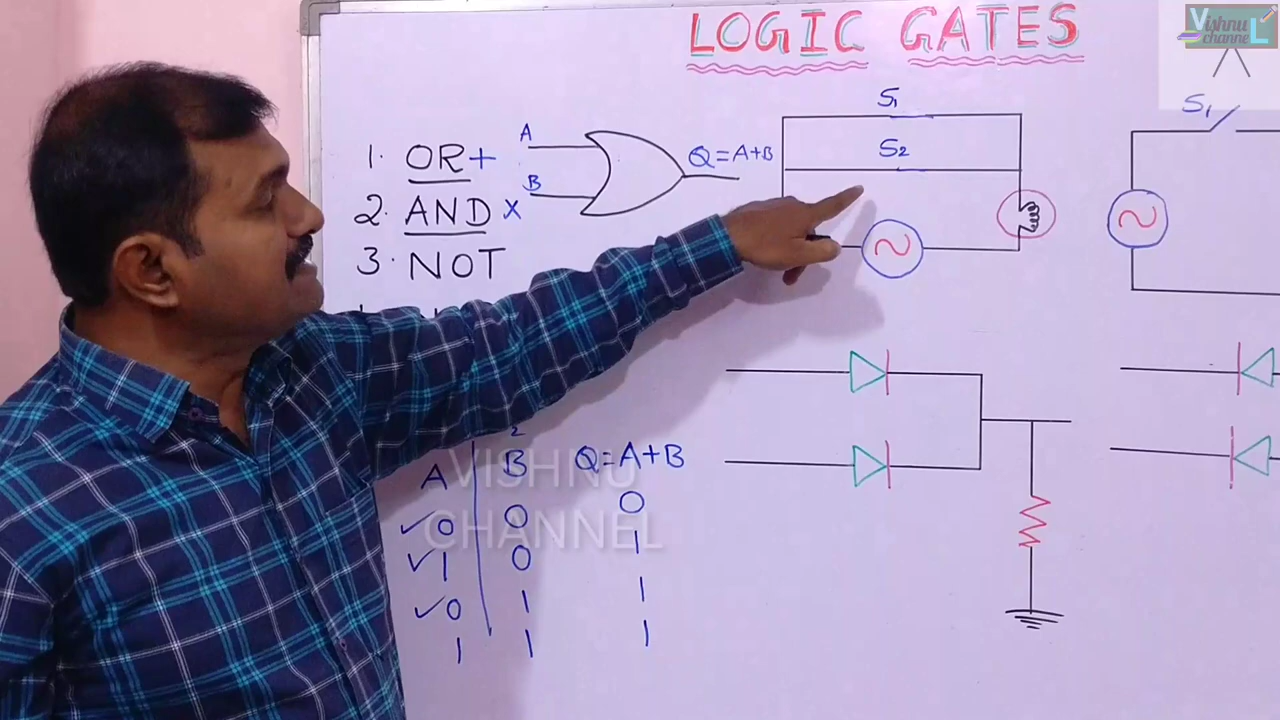 LOGIC GATES
Vishnu
channel
1. OR +
2. AND X
3. NOT
A
B
Q = A+B
S1
S2
S1
2
A B Q = A+B
VISHNU
CHANNEL
✓0 0 0
✓1 0 1
✓0 1 1
1 1 1